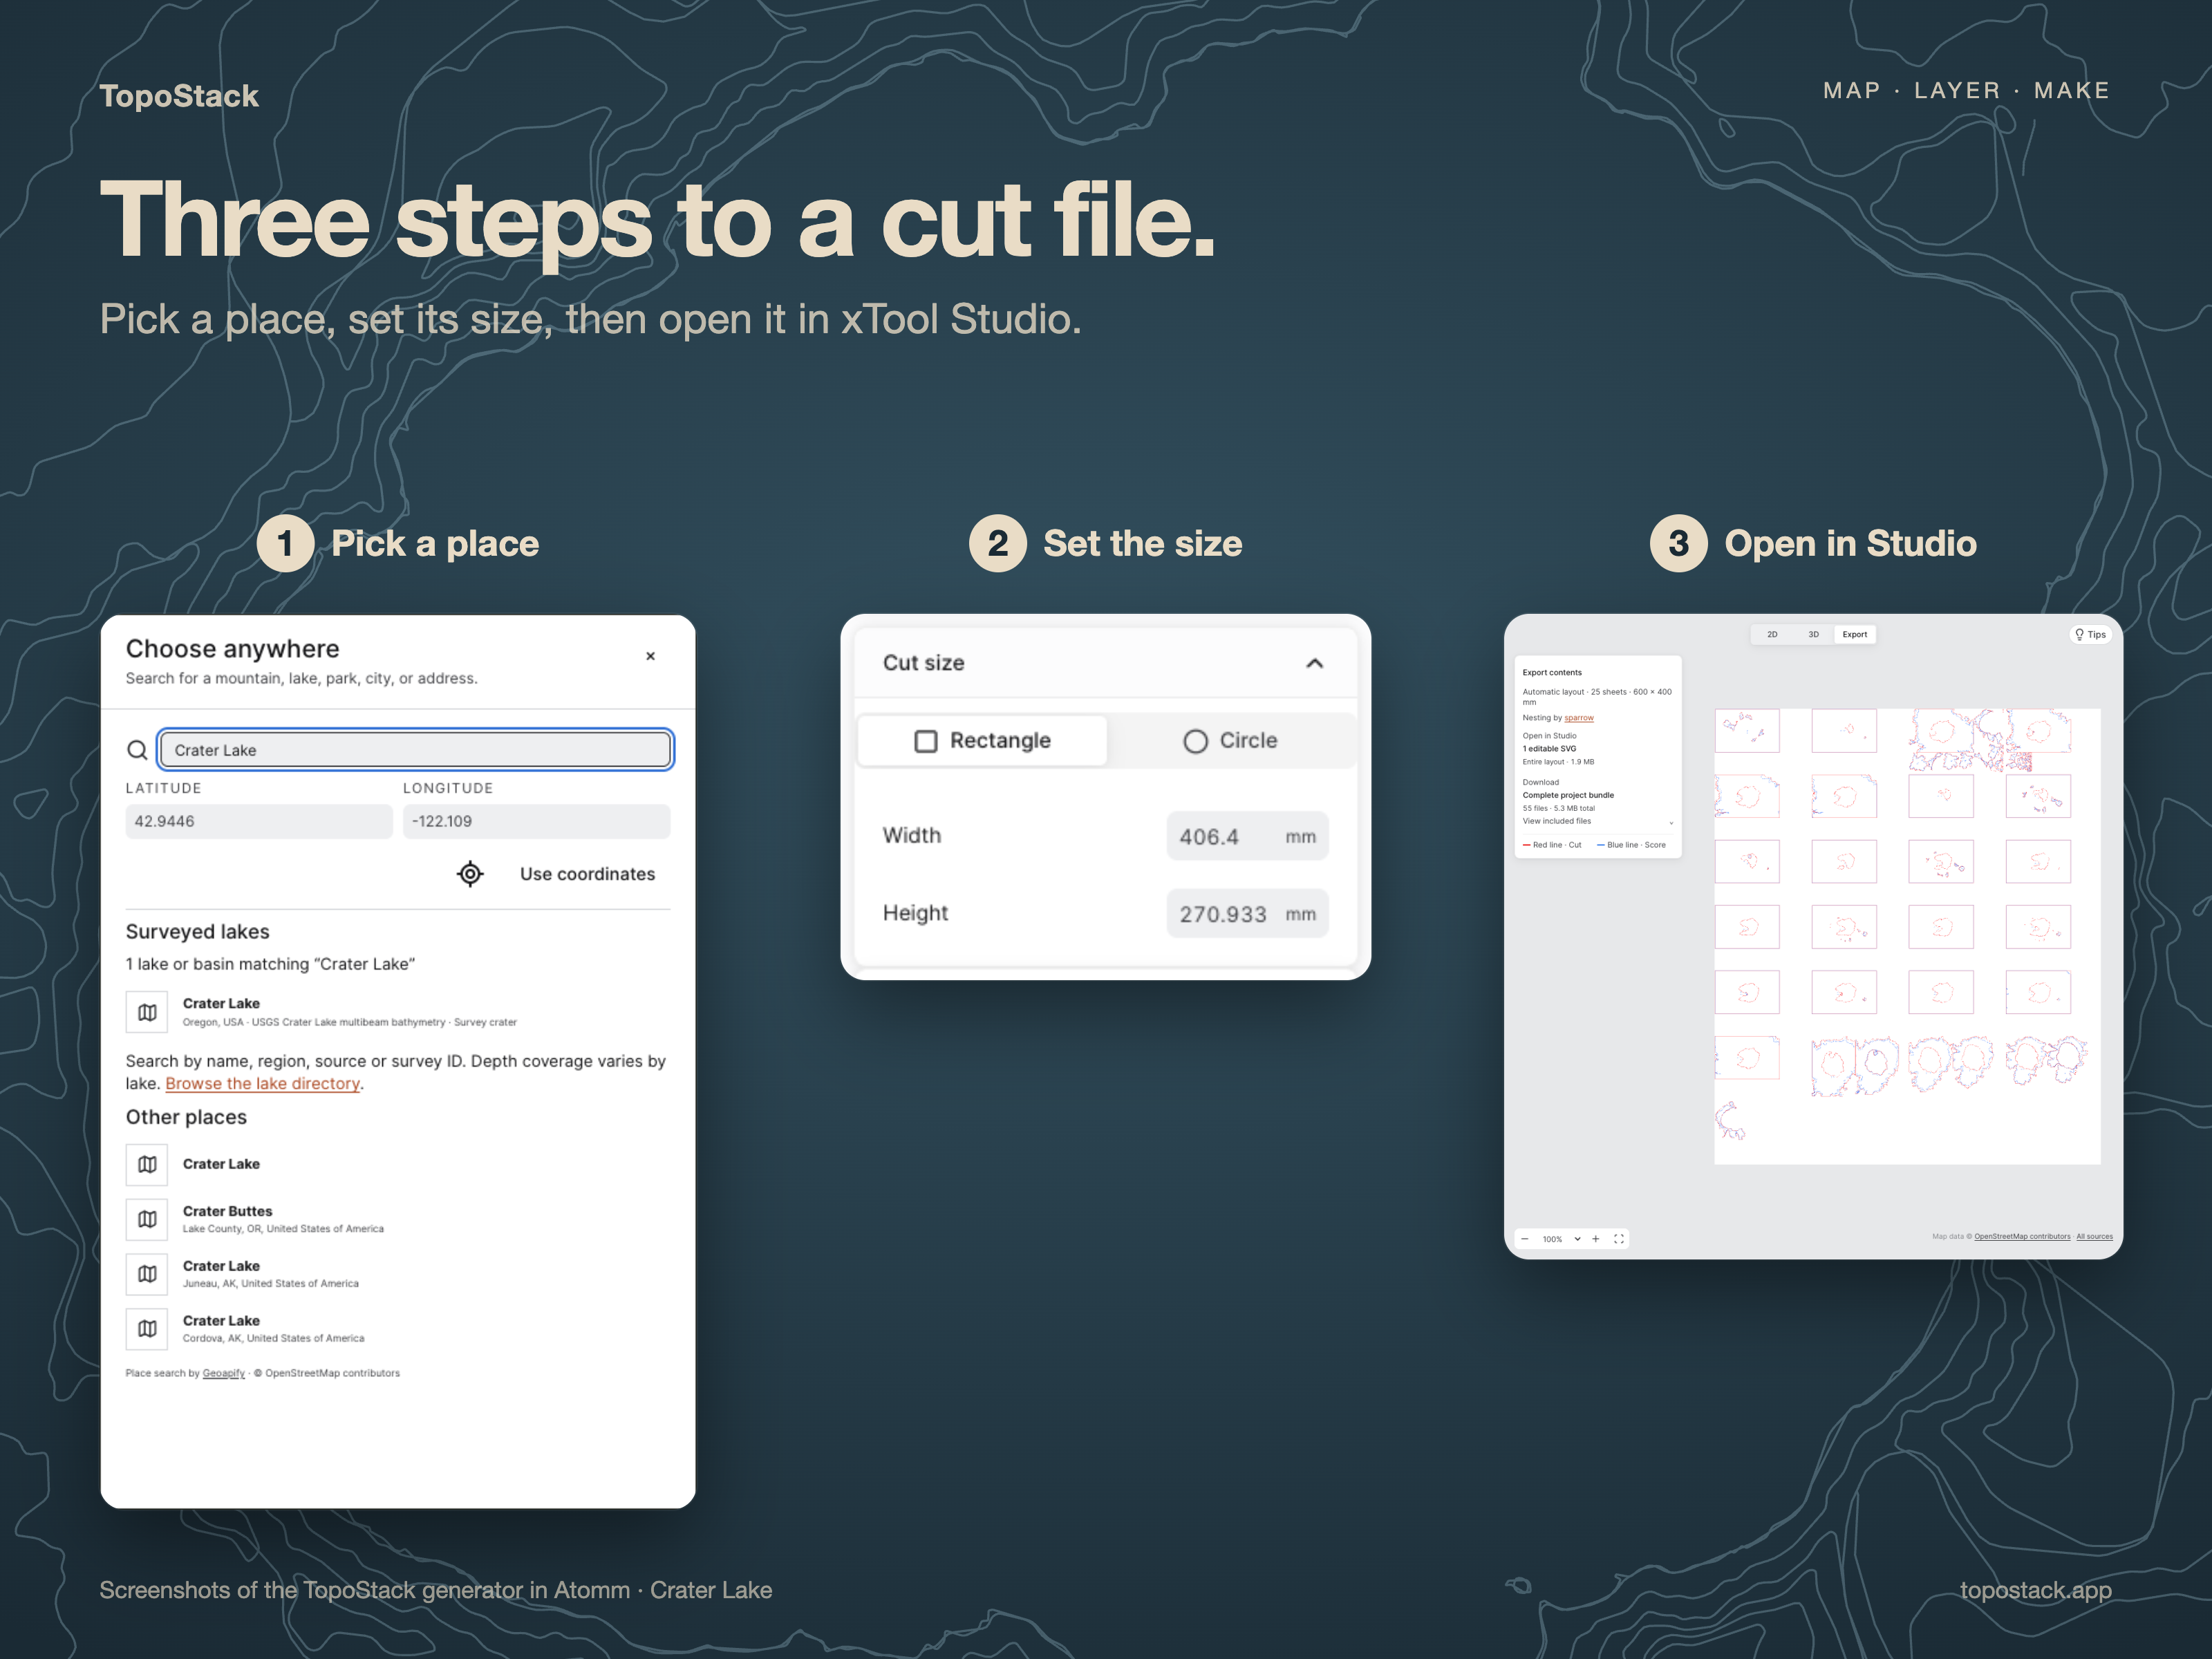 TopoStack
MAP · LAYER · MAKE
Three steps to a cut file.
Pick a place, set its size, then open it in xTool Studio.
1 Pick a place
Choose anywhere
×
Search for a mountain, lake, park, city, or address.
Crater Lake
LATITUDE LONGITUDE
42.9446 -122.109
Use coordinates
Surveyed lakes
1 lake or basin matching “Crater Lake”
Crater Lake
Oregon, USA · USGS Crater Lake multibeam bathymetry · Survey crater
Search by name, region, source or survey ID. Depth coverage varies by
lake. Browse the lake directory.
Other places
Crater Lake
Crater Buttes
Lake County, OR, United States of America
Crater Lake
Juneau, AK, United States of America
Crater Lake
Cordova, AK, United States of America
Place search by Geoapify · © OpenStreetMap contributors
2 Set the size
Cut size
Rectangle Circle
Width 406.4 mm
Height 270.933 mm
3 Open in Studio
2D 3D Export
Tips
Export contents
Automatic layout · 25 sheets · 600 × 400
mm
Nesting by sparrow
Open in Studio
1 editable SVG
Entire layout · 1.9 MB
Download
Complete project bundle
55 files · 5.3 MB total
View included files
Red line · Cut Blue line · Score
− 100% +
Map data © OpenStreetMap contributors · All sources
Screenshots of the TopoStack generator in Atomm · Crater Lake
topostack.app